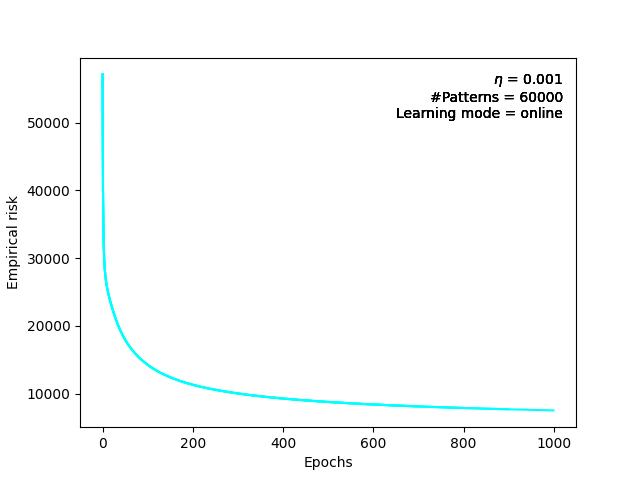 η = 0.001
#Patterns = 60000
Learning mode = online
50000
40000
30000
20000
10000
Empirical risk
0 200 400 600 800 1000
Epochs